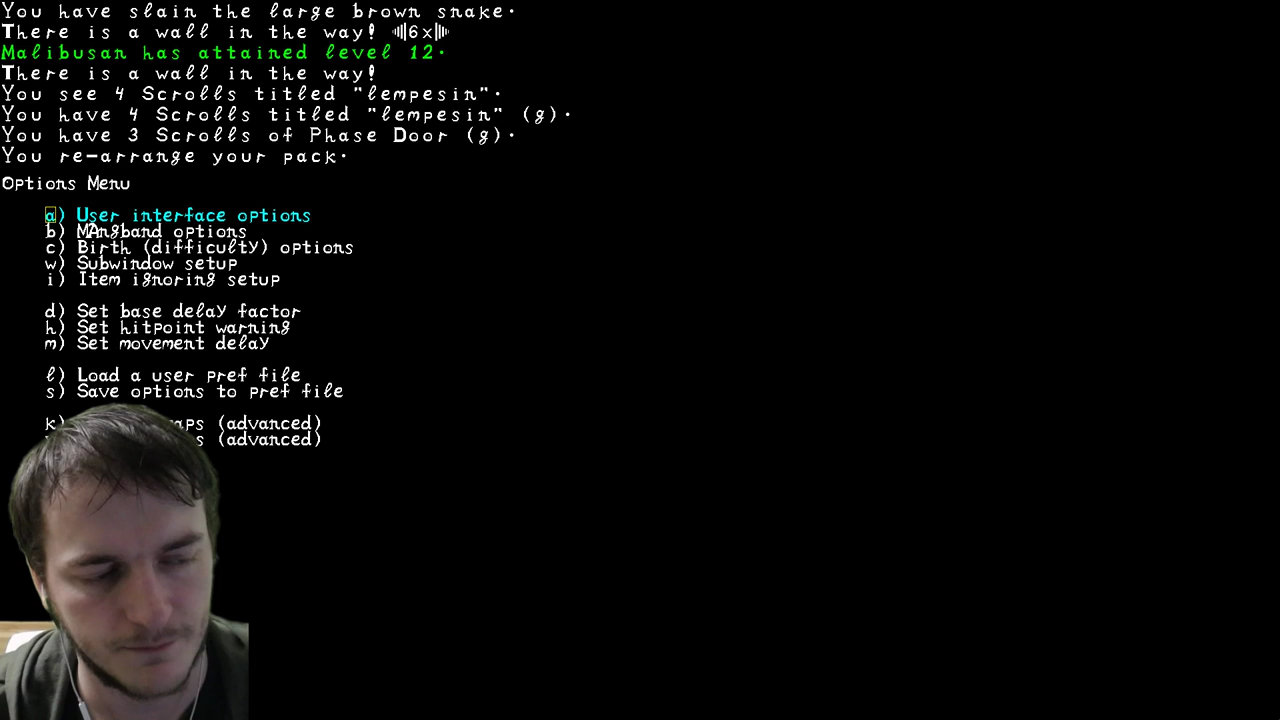 You have slain the large brown snake.
There is a wall in the way! 6x
Malibusan has attained level 12.
There is a wall in the way!
You see 4 Scrolls titled "lempesin".
You have 4 Scrolls titled "lempesin" (g).
You have 3 Scrolls of Phase Door (g).
You re-arrange your pack.
Options Menu
a) User interface options
b) MAngband options
c) Birth (difficulty) options
w) Subwindow setup
i) Item ignoring setup
d) Set base delay factor
h) Set hitpoint warning
m) Set movement delay
l) Load a user pref file
s) Save options to pref file
k) (advanced)
(advanced)